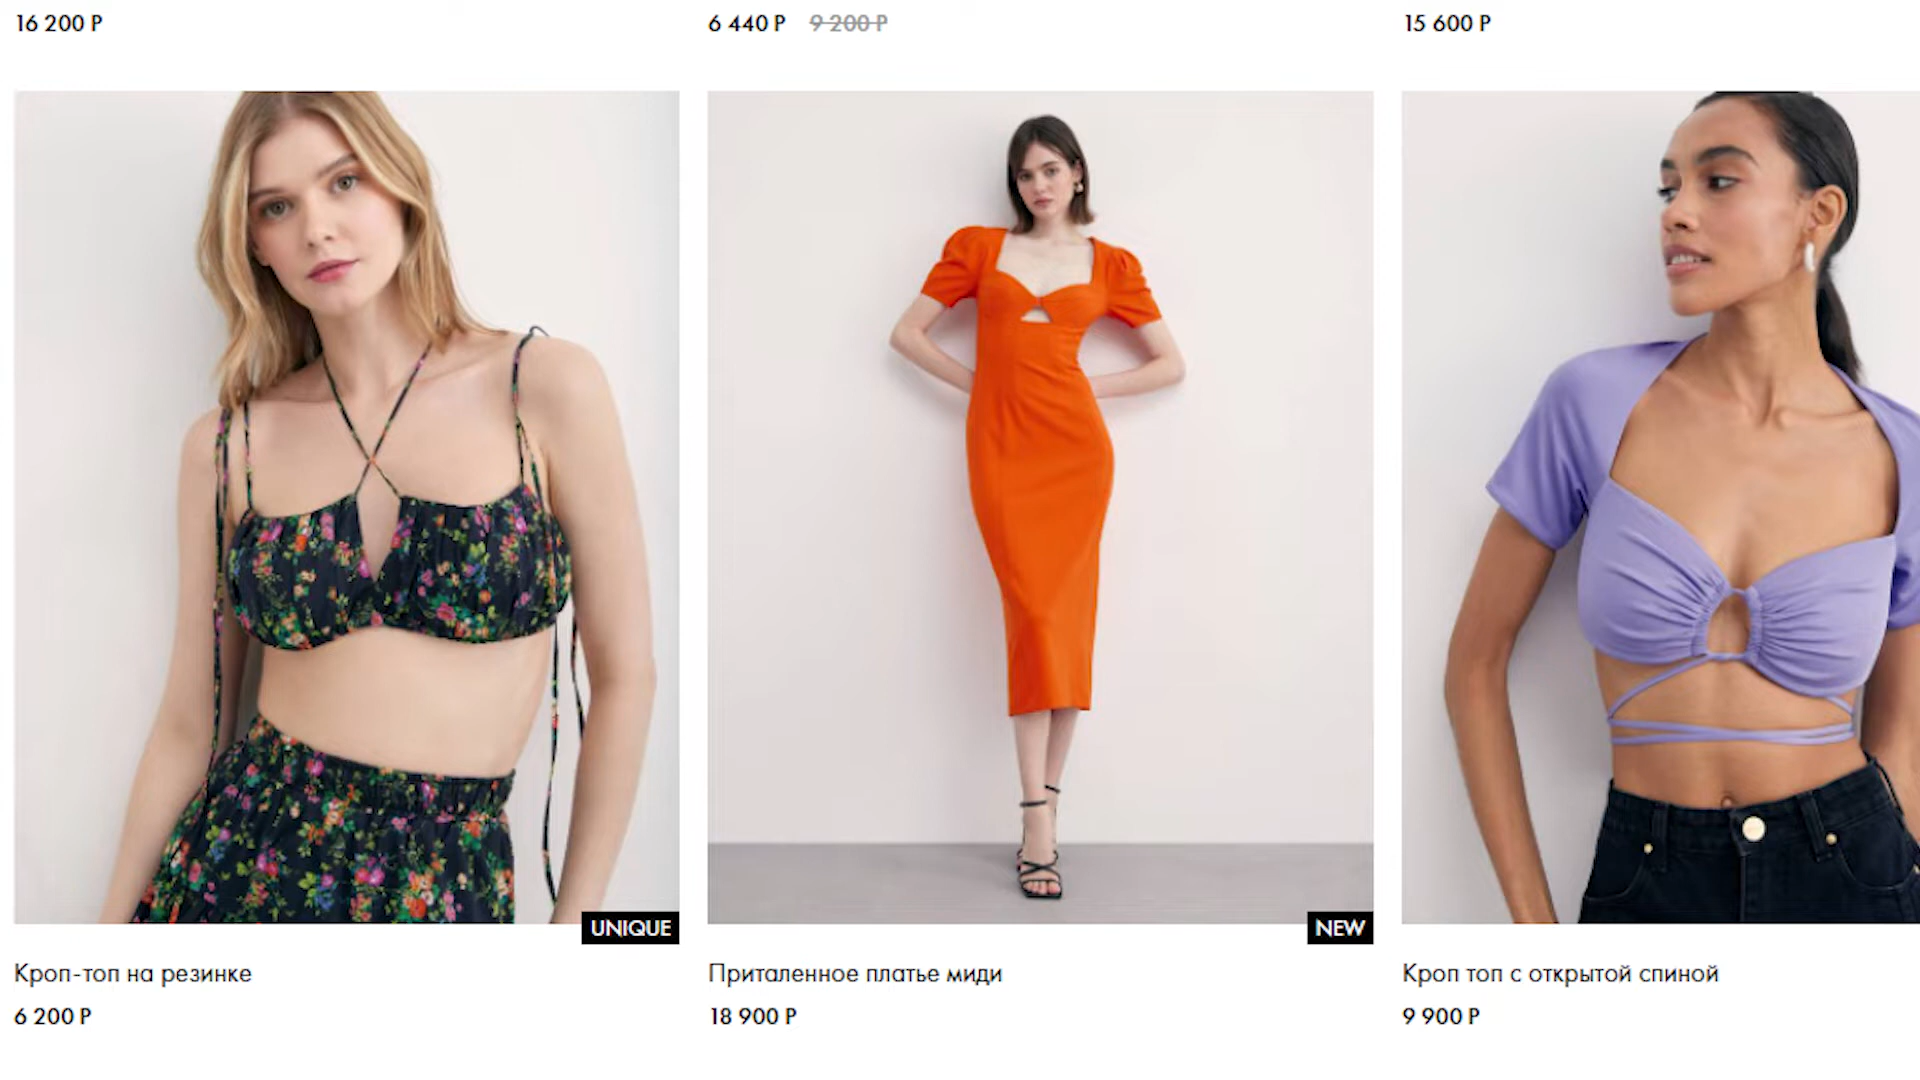 16 200 Р
6 440 Р 9 200 Р
15 600 Р
UNIQUE
NEW
Кроп-топ на резинке
Приталенное платье миди
Кроп топ с открытой спиной
6 200 Р
18 900 Р
9 900 Р